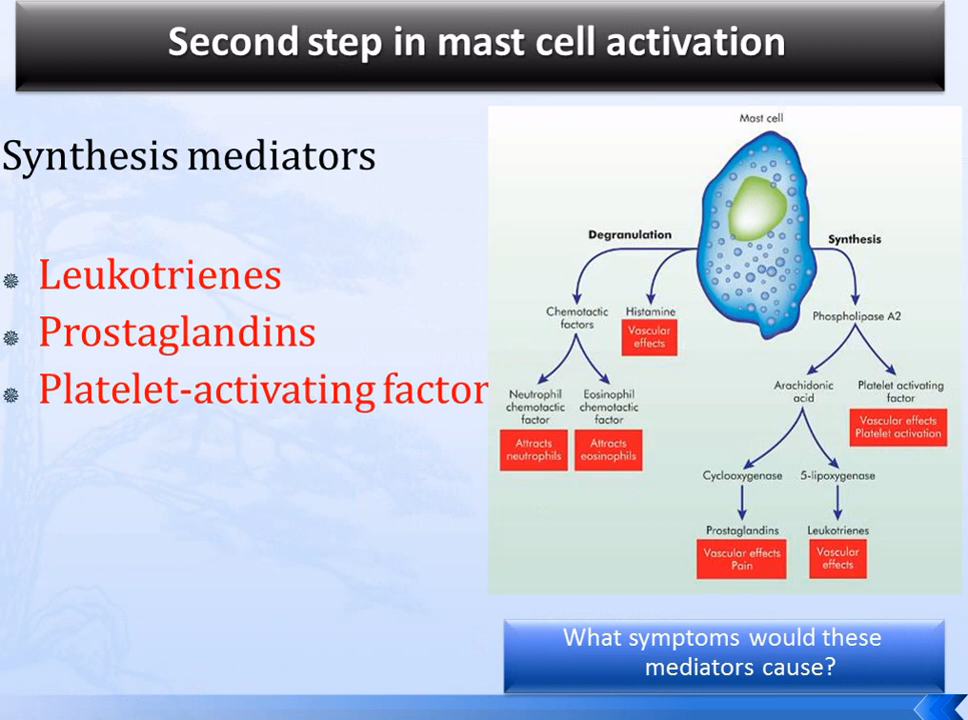 Second step in mast cell activation
Synthesis mediators
Leukotrienes
Prostaglandins
Platelet-activating factor
Mast cell
Degranulation
Synthesis
Chemotactic
factors
Histamine
Vascular
effects
Phospholipase A2
Neutrophil
chemotactic
factor
Attracts
neutrophils
Eosinophil
chemotactic
factor
Attracts
eosinophils
Arachidonic
acid
Platelet activating
factor
Vascular effects
Platelet activation
Cyclooxygenase
5-lipoxygenase
Prostaglandins
Vascular effects
Pain
Leukotrienes
Vascular
effects
What symptoms would these
mediators cause?